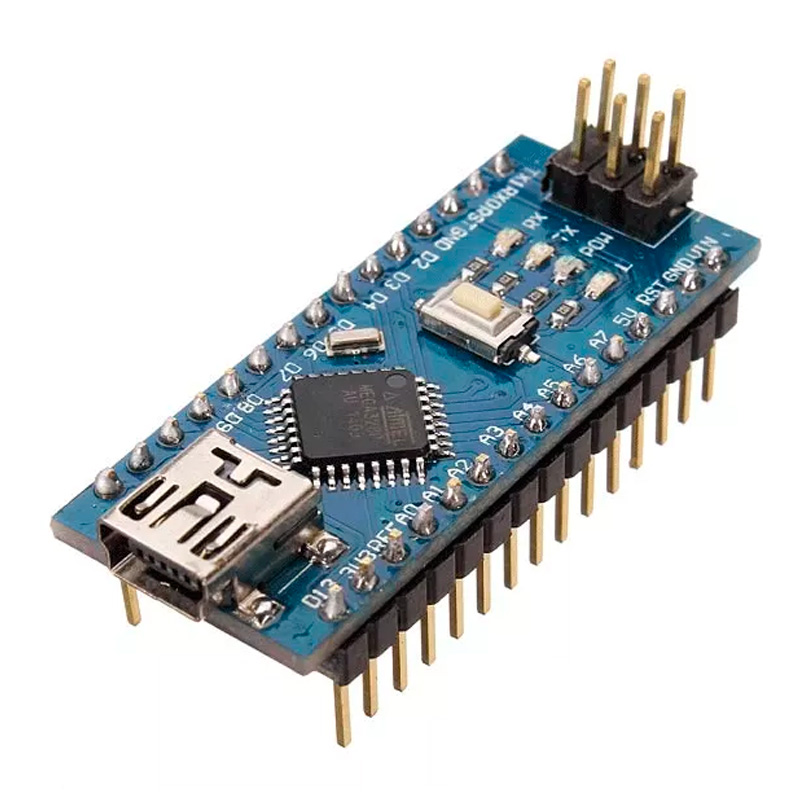 TX1 RX0 RST GND D2 D3 D4
D6 D7 D8 D9
RX
TX
POW
L
ATMEL
MEGA328P
AU
D13 3V3 REF A0 A1 A2 A3 A4 A5 A6 A7 5V RST GND VIN